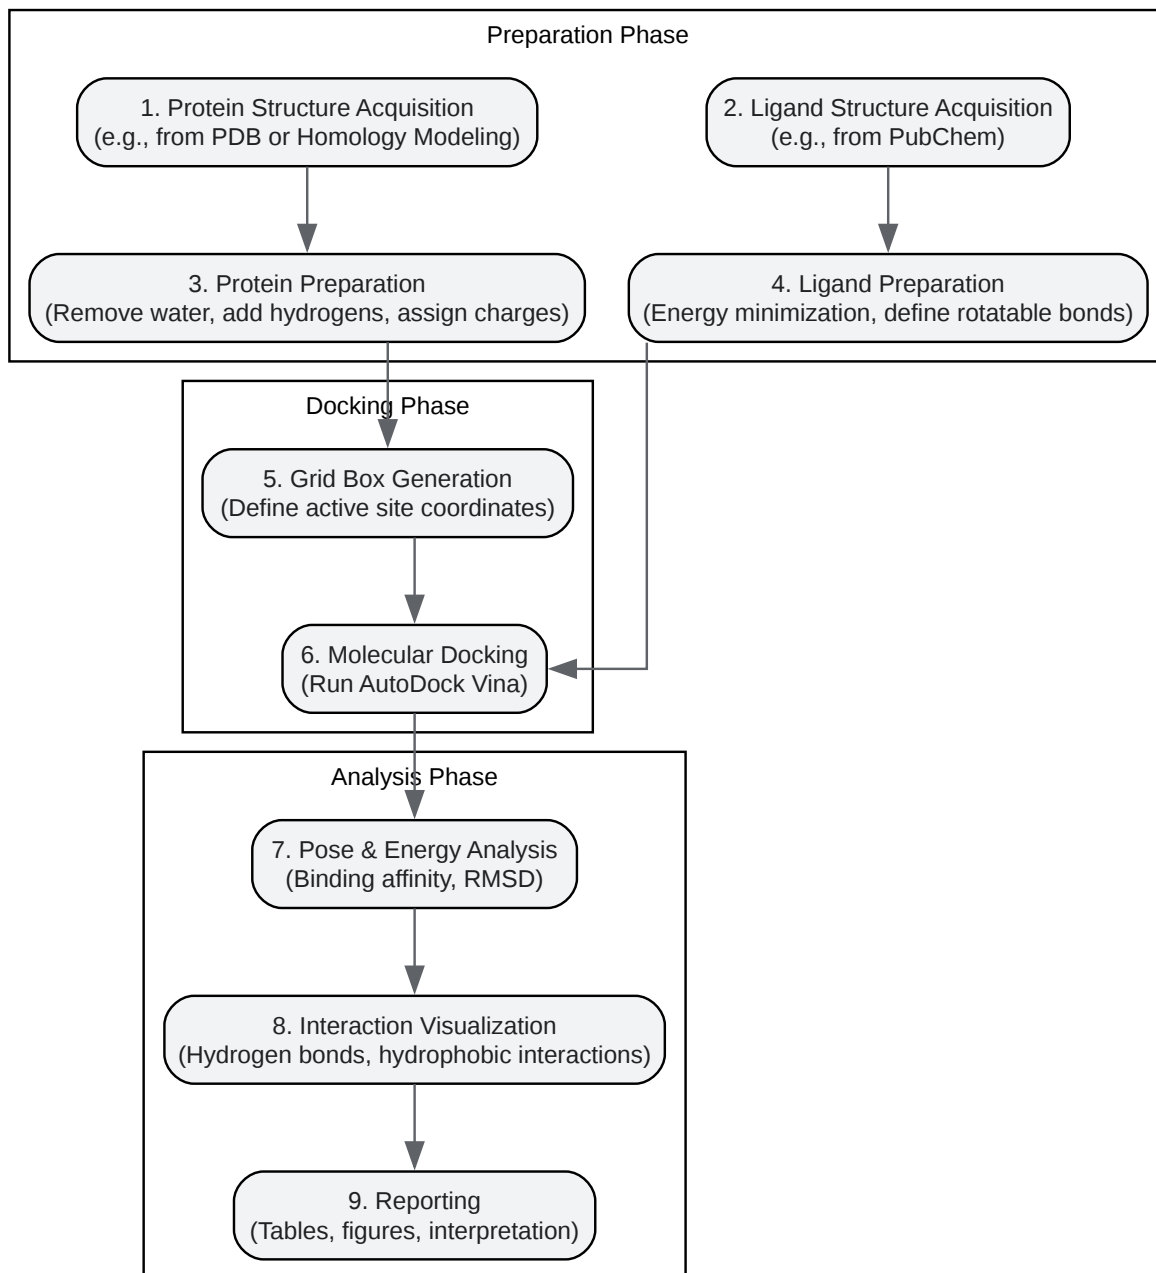 Preparation Phase
1. Protein Structure Acquisition
(e.g., from PDB or Homology Modeling)
2. Ligand Structure Acquisition
(e.g., from PubChem)
3. Protein Preparation
(Remove water, add hydrogens, assign charges)
4. Ligand Preparation
(Energy minimization, define rotatable bonds)
Docking Phase
5. Grid Box Generation
(Define active site coordinates)
6. Molecular Docking
(Run AutoDock Vina)
Analysis Phase
7. Pose & Energy Analysis
(Binding affinity, RMSD)
8. Interaction Visualization
(Hydrogen bonds, hydrophobic interactions)
9. Reporting
(Tables, figures, interpretation)